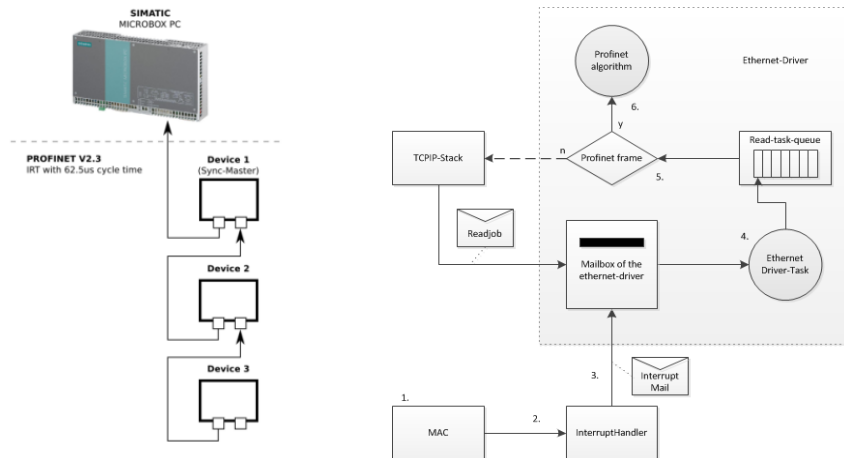 SIMATIC
MICROBOX PC
PROFINET V2.3
IRT with 62.5us cycle time
Device 1
(Sync-Master)
Device 2
Device 3
Profinet
algorithm
Ethernet-Driver
6.
y
Read-task-queue
TCPIP-Stack
n
Profinet frame
5.
Readjob
4.
Mailbox of the
ethernet-driver
Ethernet
Driver-Task
3.
Interrupt
Mail
1.
2.
MAC
InterruptHandler